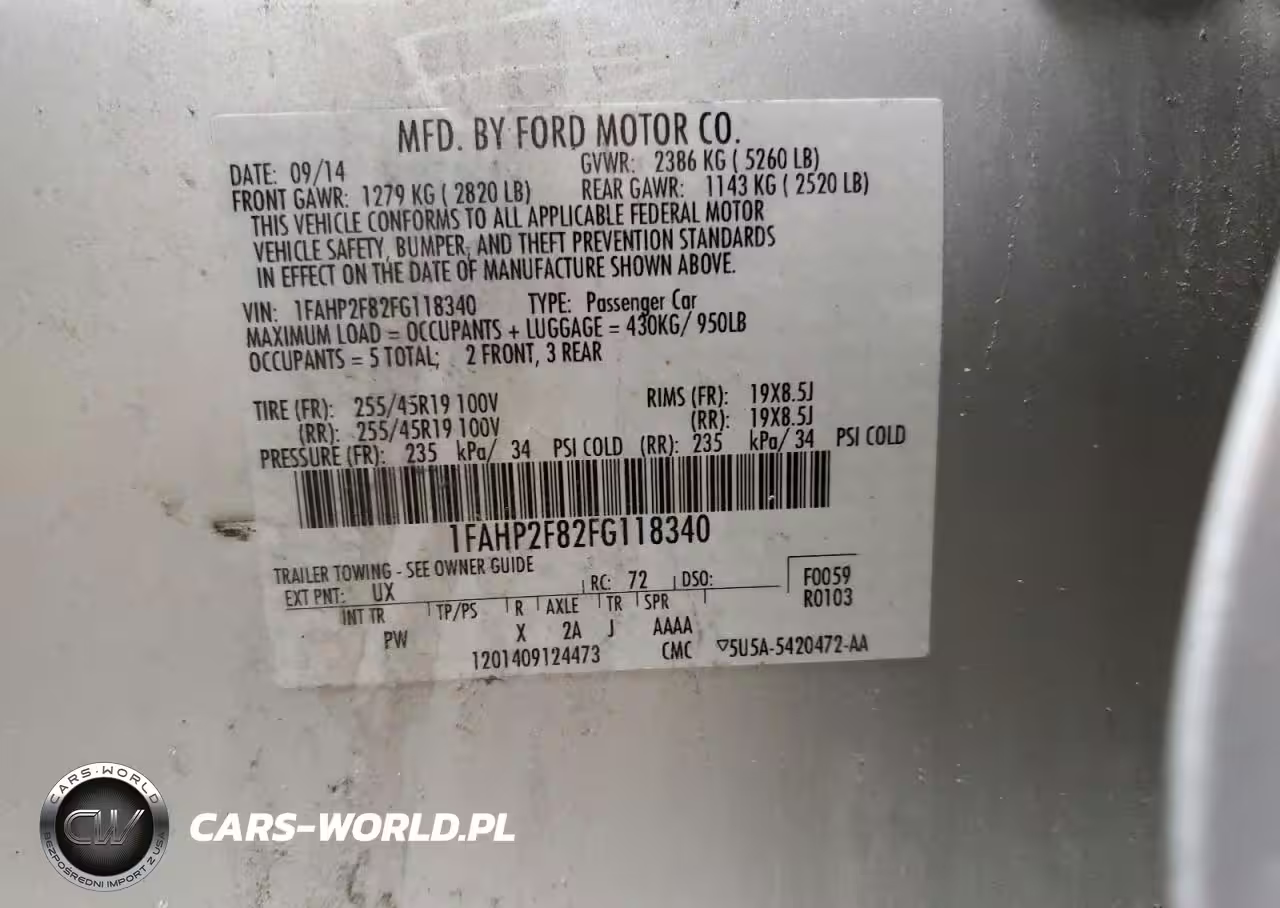 MFD. BY FORD MOTOR CO.
DATE: 09/14 GVWR: 2386 KG ( 5260 LB)
FRONT GAWR: 1279 KG ( 2820 LB) REAR GAWR: 1143 KG ( 2520 LB)
THIS VEHICLE CONFORMS TO ALL APPLICABLE FEDERAL MOTOR
VEHICLE SAFETY, BUMPER, AND THEFT PREVENTION STANDARDS
IN EFFECT ON THE DATE OF MANUFACTURE SHOWN ABOVE.
VIN: 1FAHP2F82FG118340 TYPE: Passenger Car
MAXIMUM LOAD = OCCUPANTS + LUGGAGE = 430KG/ 950LB
OCCUPANTS = 5 TOTAL; 2 FRONT, 3 REAR
TIRE (FR): 255/45R19 100V RIMS (FR): 19X8.5J
(RR): 255/45R19 100V (RR): 19X8.5J
PRESSURE (FR): 235 kPa/ 34 PSI COLD (RR): 235 kPa/ 34 PSI COLD
1FAHP2F82FG118340
TRAILER TOWING - SEE OWNER GUIDE
EXT PNT: UX RC: 72 DSO: F0059
INT TR TP/PS R AXLE TR SPR R0103
PW X 2A J AAAA
1201409124473 CMC ▽5U5A-5420472-AA
CARS-WORLD
CW
BEZPOŚREDNI IMPORT Z USA
CARS-WORLD.PL